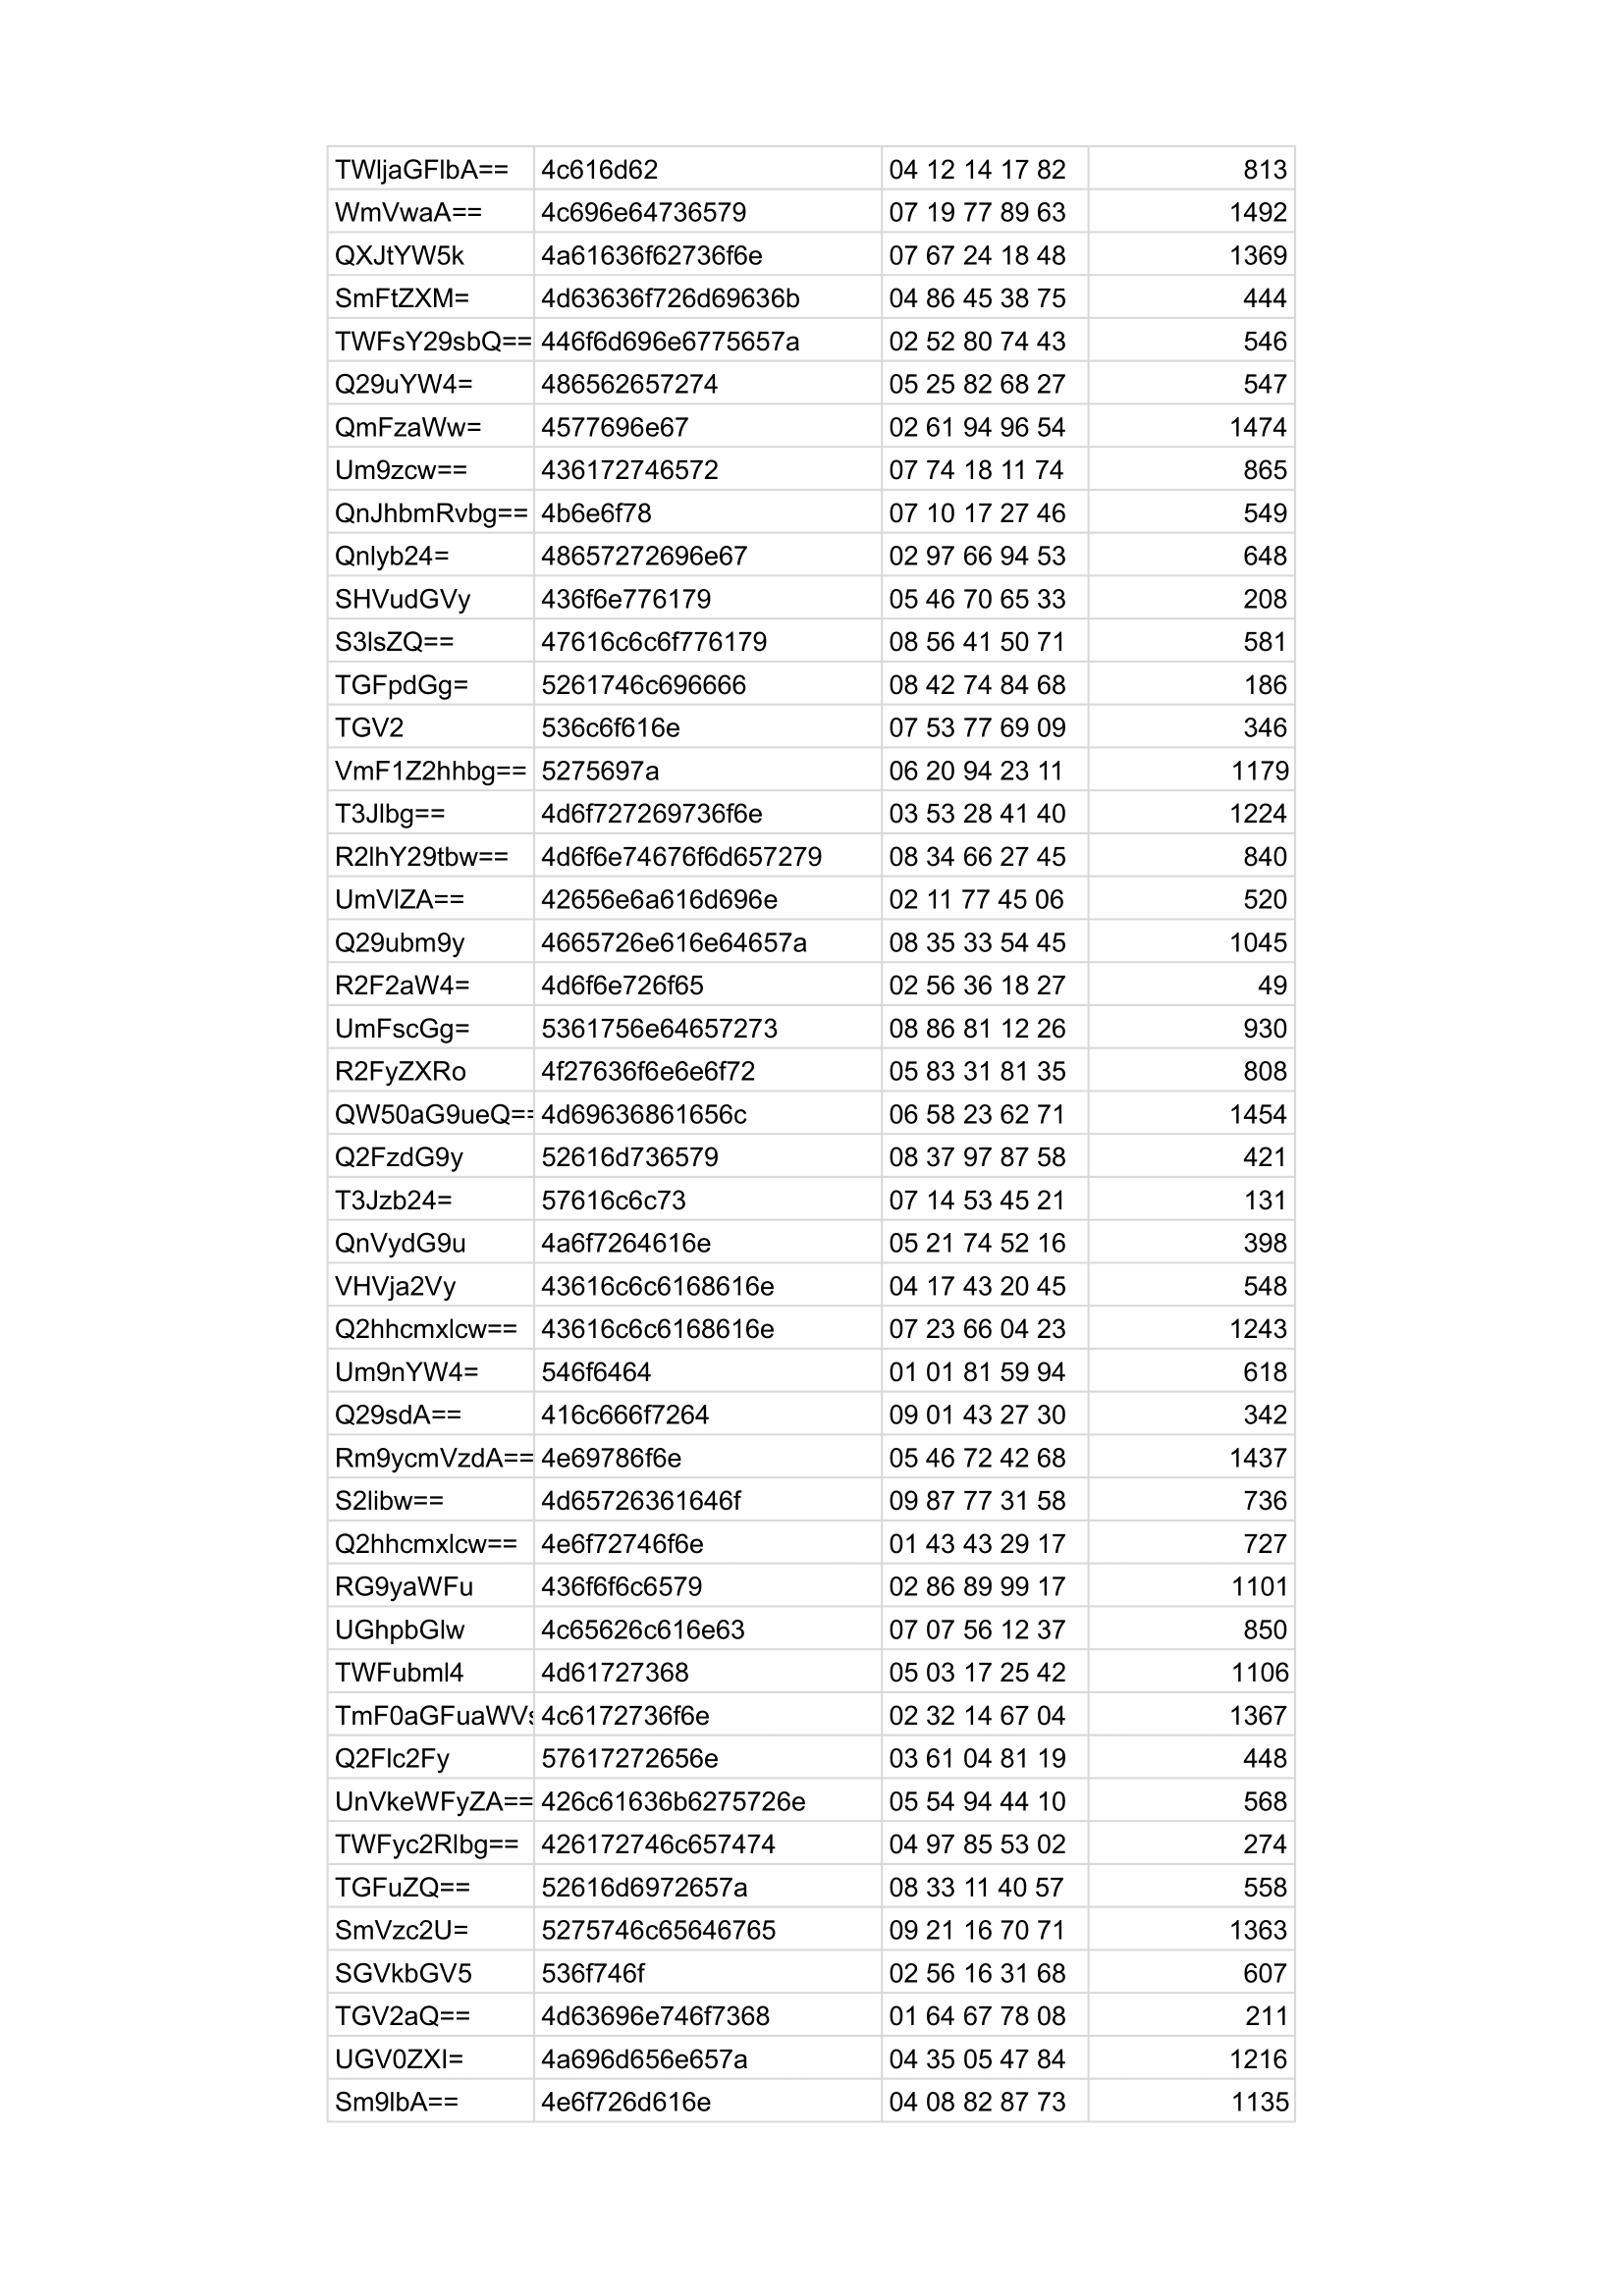 TWljaGFlbA== 4c616d62 04 12 14 17 82 813
WmVwaA== 4c696e64736579 07 19 77 89 63 1492
QXJtYW5k 4a61636f62736f6e 07 67 24 18 48 1369
SmFtZXM= 4d63636f726d69636b 04 86 45 38 75 444
TWFsY29sbQ== 446f6d696e6775657a 02 52 80 74 43 546
Q29uYW4= 486562657274 05 25 82 68 27 547
QmFzaWw= 4577696e67 02 61 94 96 54 1474
Um9zcw== 436172746572 07 74 18 11 74 865
QnJhbmRvbg== 4b6e6f78 07 10 17 27 46 549
Qnlyb24= 48657272696e67 02 97 66 94 53 648
SHVudGVy 436f6e776179 05 46 70 65 33 208
S3lsZQ== 47616c6c6f776179 08 56 41 50 71 581
TGFpdGg= 5261746c696666 08 42 74 84 68 186
TGV2 536c6f616e 07 53 77 69 09 346
VmF1Z2hhbg== 5275697a 06 20 94 23 11 1179
T3Jlbg== 4d6f727269736f6e 03 53 28 41 40 1224
R2lhY29tbw== 4d6f6e74676f6d657279 08 34 66 27 45 840
UmVlZA== 42656e6a616d696e 02 11 77 45 06 520
Q29ubm9y 4665726e616e64657a 08 35 33 54 45 1045
R2F2aW4= 4d6f6e726f65 02 56 36 18 27 49
UmFscGg= 5361756e64657273 08 86 81 12 26 930
R2FyZXRo 4f27636f6e6e6f72 05 83 31 81 35 808
QW50aG9ueQ== 4d69636861656c 06 58 23 62 71 1454
Q2FzdG9y 52616d736579 08 37 97 87 58 421
T3Jzb24= 57616c6c73 07 14 53 45 21 131
QnVydG9u 4a6f7264616e 05 21 74 52 16 398
VHVja2Vy 43616c6c6168616e 04 17 43 20 45 548
Q2hhcmxlcw== 43616c6c6168616e 07 23 66 04 23 1243
Um9nYW4= 546f6464 01 01 81 59 94 618
Q29sdA== 416c666f7264 09 01 43 27 30 342
Rm9ycmVzdA== 4e69786f6e 05 46 72 42 68 1437
S2libw== 4d65726361646f 09 87 77 31 58 736
Q2hhcmxlcw== 4e6f72746f6e 01 43 43 29 17 727
RG9yaWFu 436f6f6c6579 02 86 89 99 17 1101
UGhpbGlw 4c65626c616e63 07 07 56 12 37 850
TWFubml4 4d61727368 05 03 17 25 42 1106
TmF0aGFuaWVs 4c6172736f6e 02 32 14 67 04 1367
Q2Flc2Fy 57617272656e 03 61 04 81 19 448
UnVkeWFyZA== 426c61636b6275726e 05 54 94 44 10 568
TWFyc2Rlbg== 426172746c657474 04 97 85 53 02 274
TGFuZQ== 52616d6972657a 08 33 11 40 57 558
SmVzc2U= 5275746c65646765 09 21 16 70 71 1363
SGVkbGV5 536f746f 02 56 16 31 68 607
TGV2aQ== 4d63696e746f7368 01 64 67 78 08 211
UGV0ZXI= 4a696d656e657a 04 35 05 47 84 1216
Sm9lbA== 4e6f726d616e 04 08 82 87 73 1135